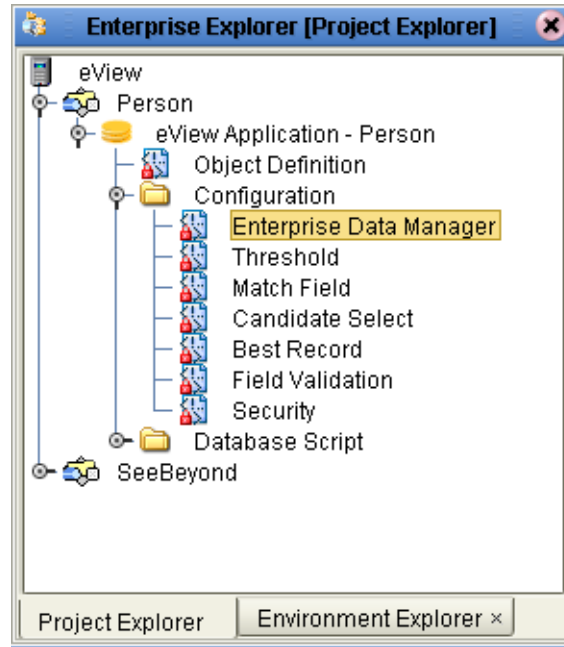 Enterprise Explorer [Project Explorer]
eView
Person
eView Application - Person
Object Definition
Configuration
Enterprise Data Manager
Threshold
Match Field
Candidate Select
Best Record
Field Validation
Security
Database Script
SeeBeyond
Project Explorer
Environment Explorer ×